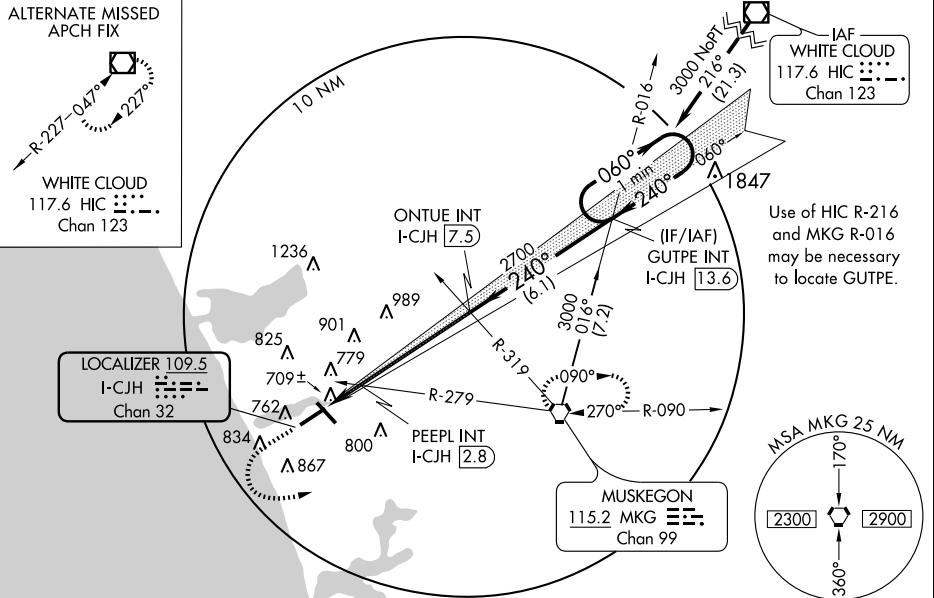 ALTERNATE MISSED
APCH FIX
R-227
047°
227°
WHITE CLOUD
117.6 HIC
Chan 123
10 NM
R-016
3000 NoPT
216°
(21.3)
IAF
WHITE CLOUD
117.6 HIC
Chan 123
060°
1 min
240°
060°
1847
Use of HIC R-216
and MKG R-016
may be necessary
to locate GUTPE.
ONTUE INT
I-CJH 7.5
(IF/IAF)
GUTPE INT
I-CJH 13.6
2700
240°
(6.1)
3000
016°
(7.2)
R-319
1236
989
901
825
779
709±
762
834
867
800
LOCALIZER 109.5
I-CJH
Chan 32
R-279
PEEPL INT
I-CJH 2.8
090°
270°
R-090
MUSKEGON
115.2 MKG
Chan 99
MSA MKG 25 NM
170°
2300
2900
360°